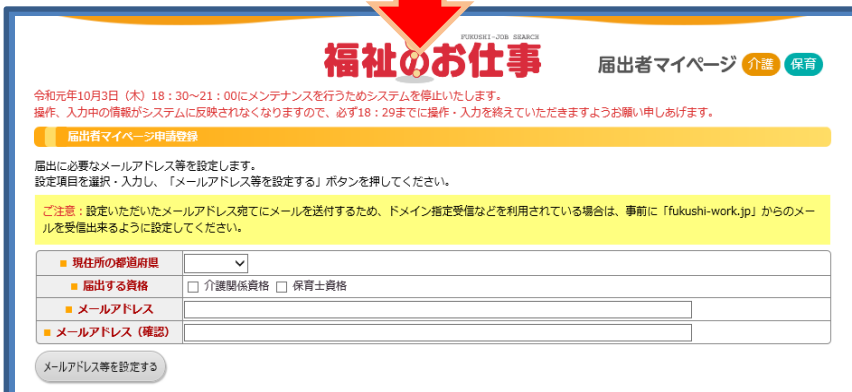 FUKUSHI-JOB SEARCH
福祉のお仕事
届出者マイページ 介護 保育
令和元年10月3日（木）18：30～21：00にメンテナンスを行うためシステムを停止いたします。
操作、入力中の情報がシステムに反映されなくなりますので、必ず18：29までに操作・入力を終えていただきますようお願い申しあげます。
届出者マイページ申請登録
届出に必要なメールアドレス等を設定します。
設定項目を選択・入力し、「メールアドレス等を設定する」ボタンを押してください。
ご注意：設定いただいたメールアドレス宛てにメールを送付するため、ドメイン指定受信などを利用されている場合は、事前に「fukushi-work.jp」からのメー
ルを受信出来るように設定してください。
現住所の都道府県
届出する資格 介護関係資格 保育士資格
メールアドレス
メールアドレス（確認）
メールアドレス等を設定する